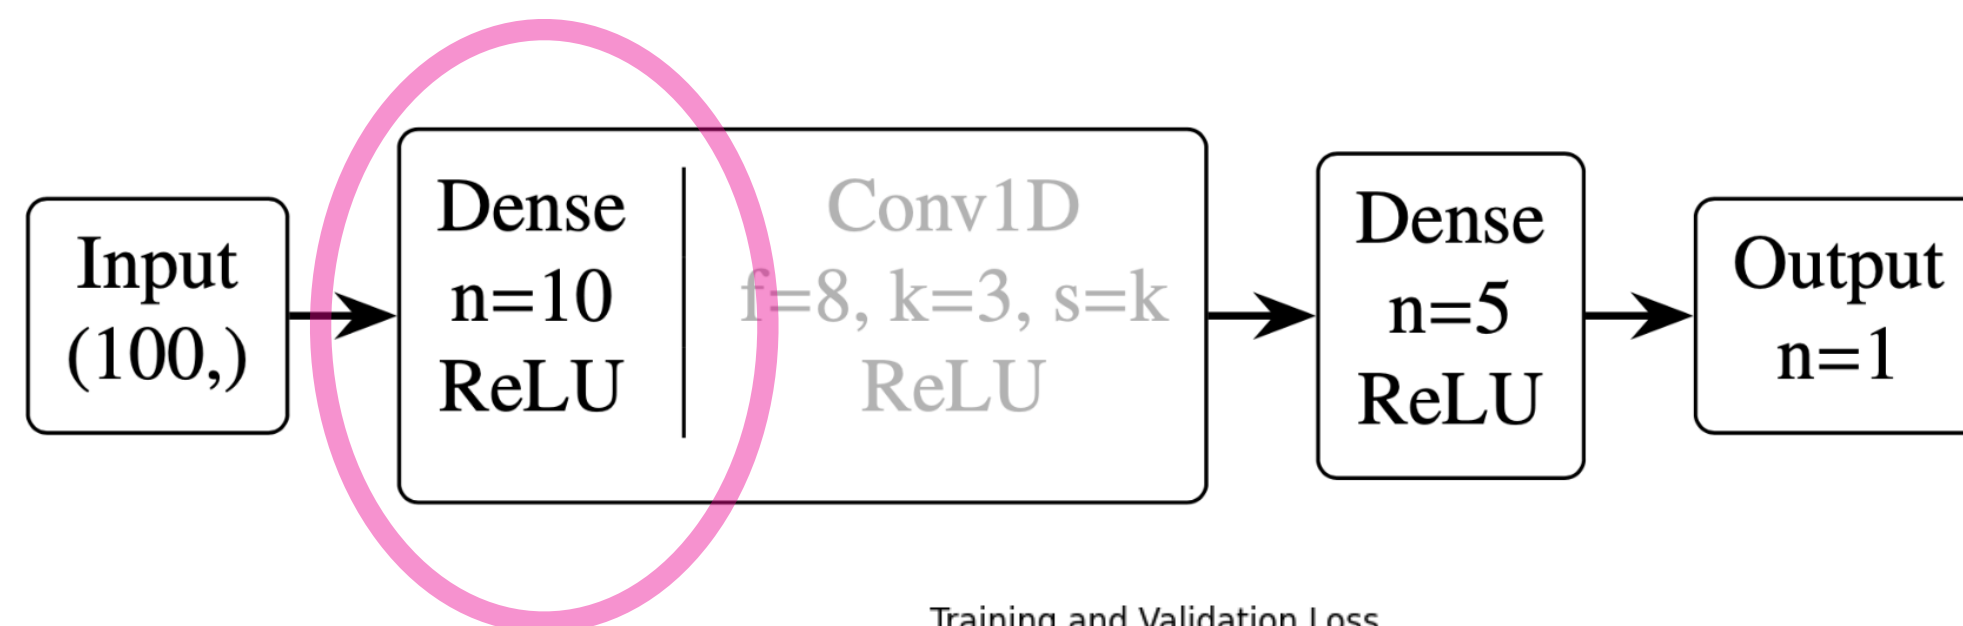 Input
(100,)
Dense
n=10
ReLU
Conv1D
f=8, k=3, s=k
ReLU
Dense
n=5
ReLU
Output
n=1
Training and Validation Loss